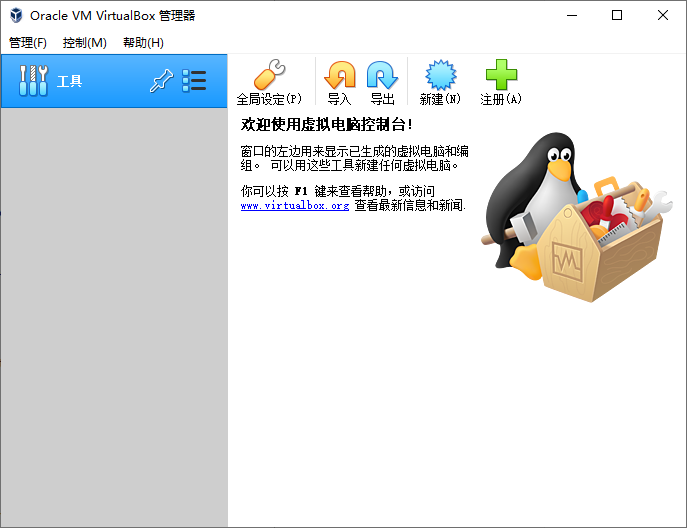 Oracle VM VirtualBox 管理器
管理(F) 控制(M) 帮助(H)
工具
全局设定(P) 导入 导出 新建(N) 注册(A)
欢迎使用虚拟电脑控制台!
窗口的左边用来显示已生成的虚拟电脑和编
组。 可以用这些工具新建任何虚拟电脑。
你可以按 F1 键来查看帮助，或访问
www.virtualbox.org 查看最新信息和新闻.